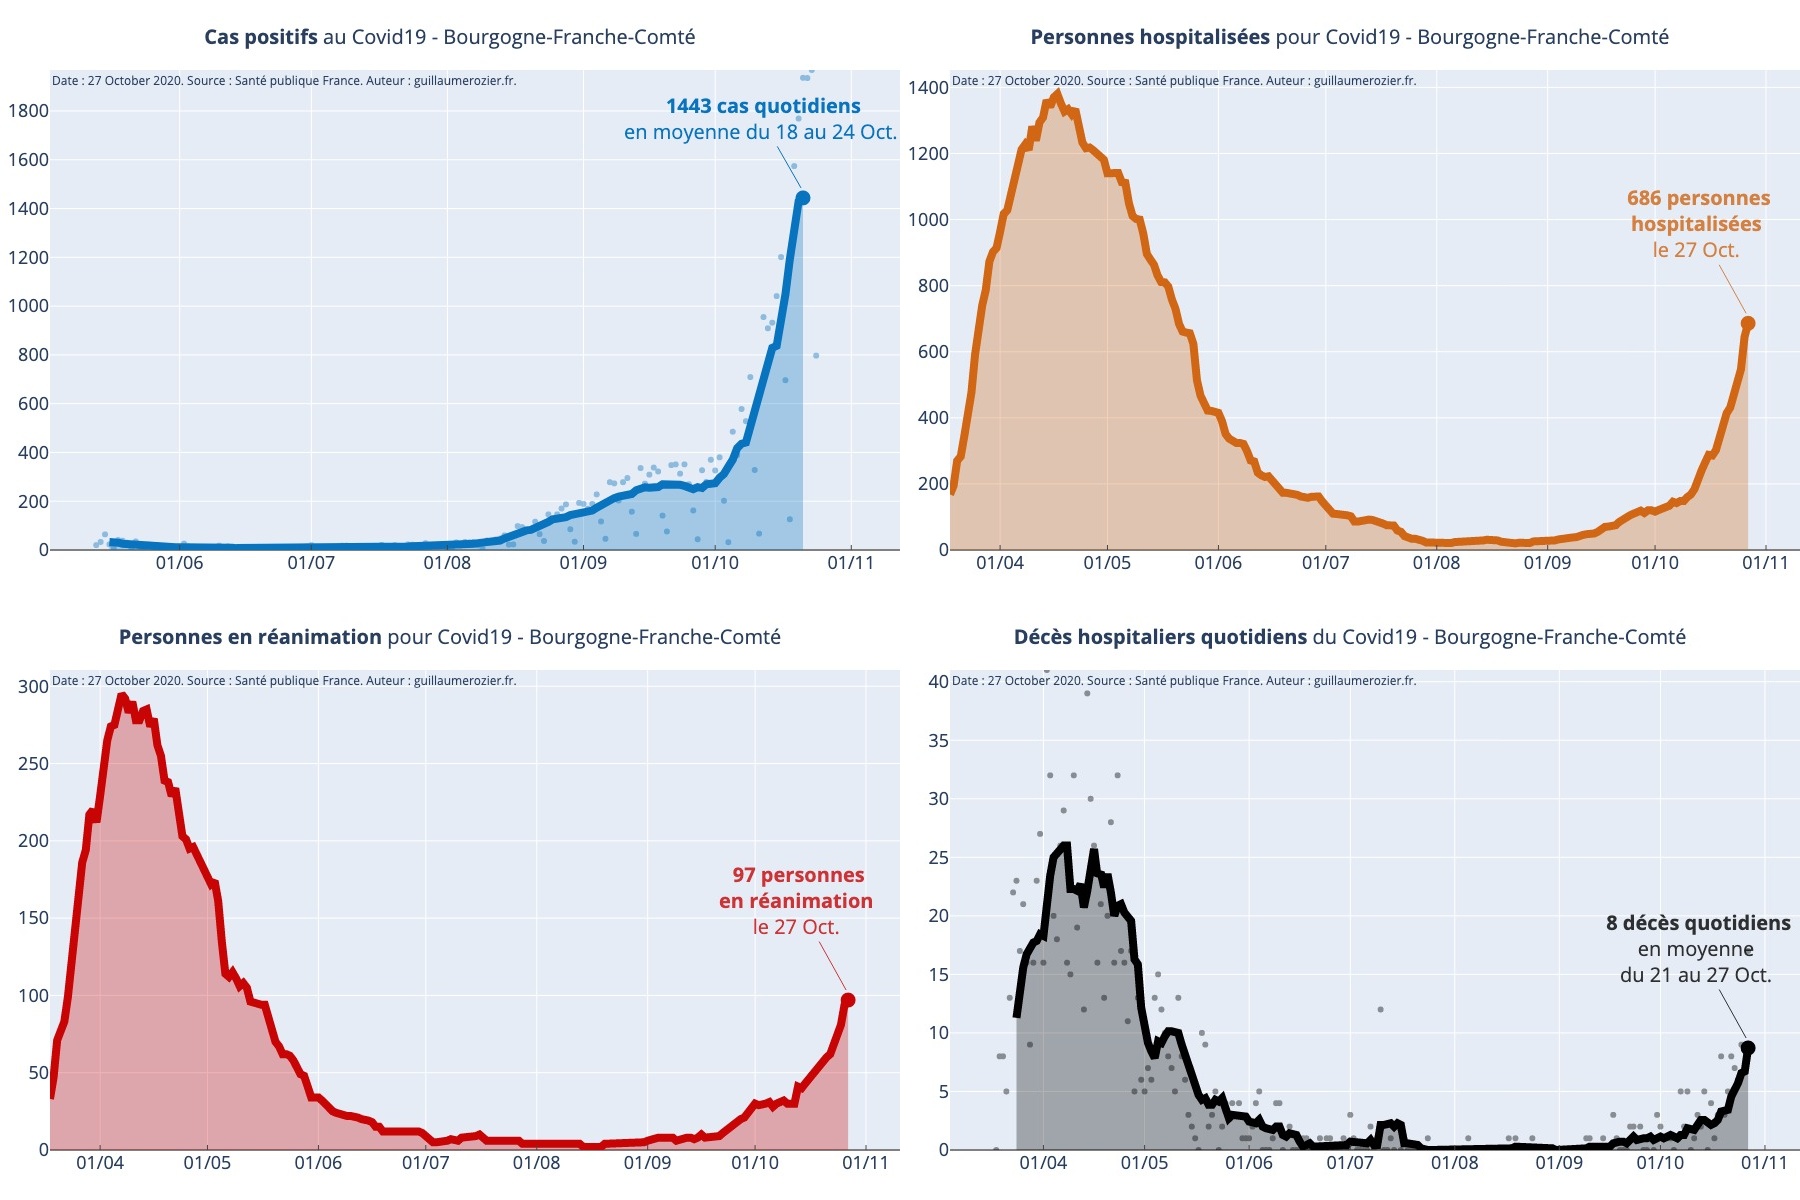 Cas positifs au Covid19 - Bourgogne-Franche-Comté
Date : 27 October 2020. Source : Santé publique France. Auteur : guillaumerozier.fr.
1443 cas quotidiens
en moyenne du 18 au 24 Oct.
1800
1600
1400
1200
1000
800
600
400
200
0
01/06 01/07 01/08 01/09 01/10 01/11
Personnes hospitalisées pour Covid19 - Bourgogne-Franche-Comté
Date : 27 October 2020. Source : Santé publique France. Auteur : guillaumerozier.fr.
686 personnes
hospitalisées
le 27 Oct.
1400
1200
1000
800
600
400
200
0
01/04 01/05 01/06 01/07 01/08 01/09 01/10 01/11
Personnes en réanimation pour Covid19 - Bourgogne-Franche-Comté
Date : 27 October 2020. Source : Santé publique France. Auteur : guillaumerozier.fr.
97 personnes
en réanimation
le 27 Oct.
300
250
200
150
100
50
0
01/04 01/05 01/06 01/07 01/08 01/09 01/10 01/11
Décès hospitaliers quotidiens du Covid19 - Bourgogne-Franche-Comté
Date : 27 October 2020. Source : Santé publique France. Auteur : guillaumerozier.fr.
8 décès quotidiens
en moyenne
du 21 au 27 Oct.
40
35
30
25
20
15
10
5
0
01/04 01/05 01/06 01/07 01/08 01/09 01/10 01/11